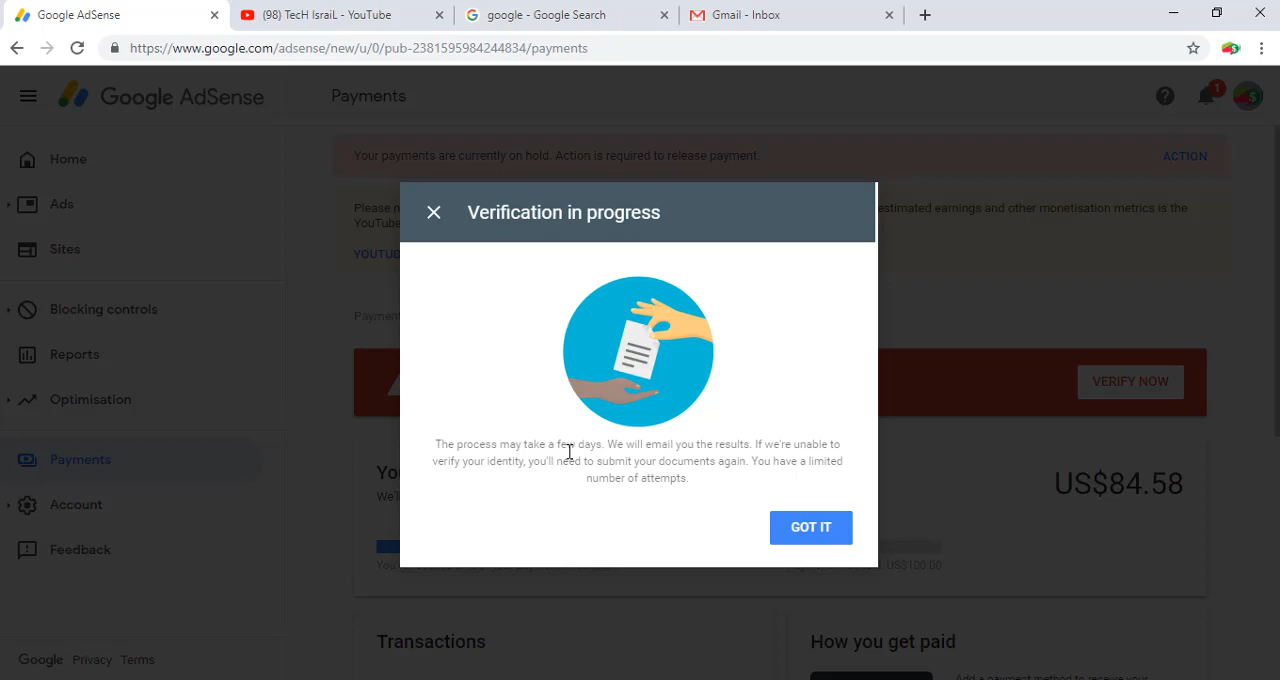 Google AdSense
(98) TecH IsraiL - YouTube
google - Google Search
Gmail - Inbox
https://www.google.com/adsense/new/u/0/pub-2381595984244834/payments
Google AdSense
Payments
1
Home
Ads
Sites
Blocking controls
Reports
Optimisation
Payments
Account
Feedback
Google Privacy Terms
Your payments are currently on hold. Action is required to release payment.
ACTION
Please
estimated earnings and other monetisation metrics is the
YouTube
Verification in progress
The process may take a few days. We will email you the results. If we're unable to
verify your identity, you'll need to submit your documents again. You have a limited
number of attempts.
GOT IT
VERIFY NOW
US$84.58
US$100.00
Transactions
How you get paid
Add a payment method to receive your